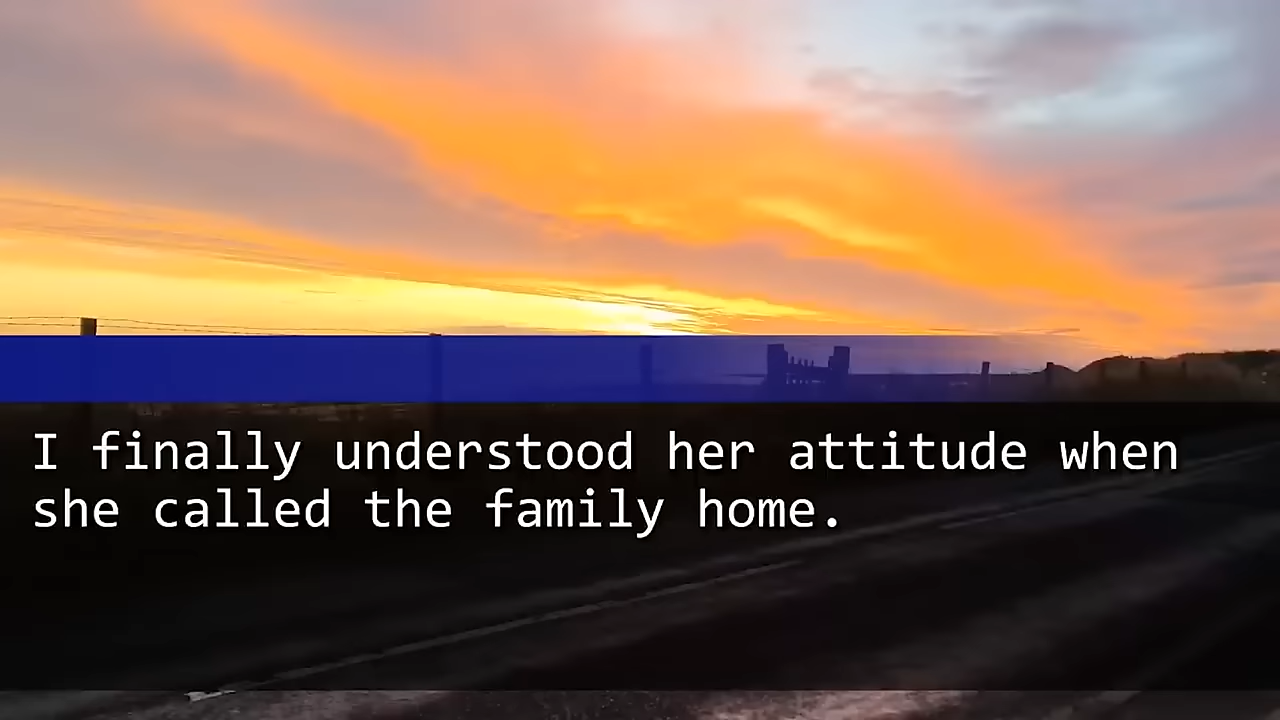 I finally understood her attitude when
she called the family home.